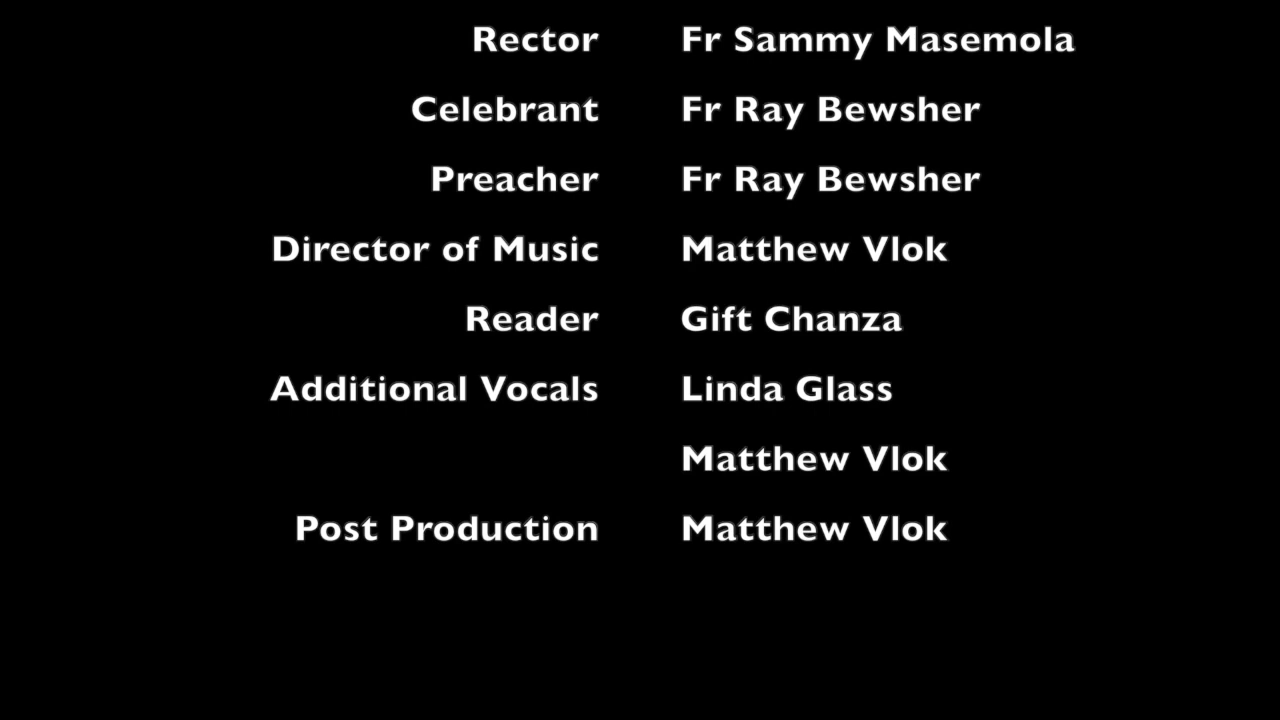 Rector Fr Sammy Masemola
Celebrant Fr Ray Bewsher
Preacher Fr Ray Bewsher
Director of Music Matthew Vlok
Reader Gift Chanza
Additional Vocals Linda Glass
Matthew Vlok
Post Production Matthew Vlok